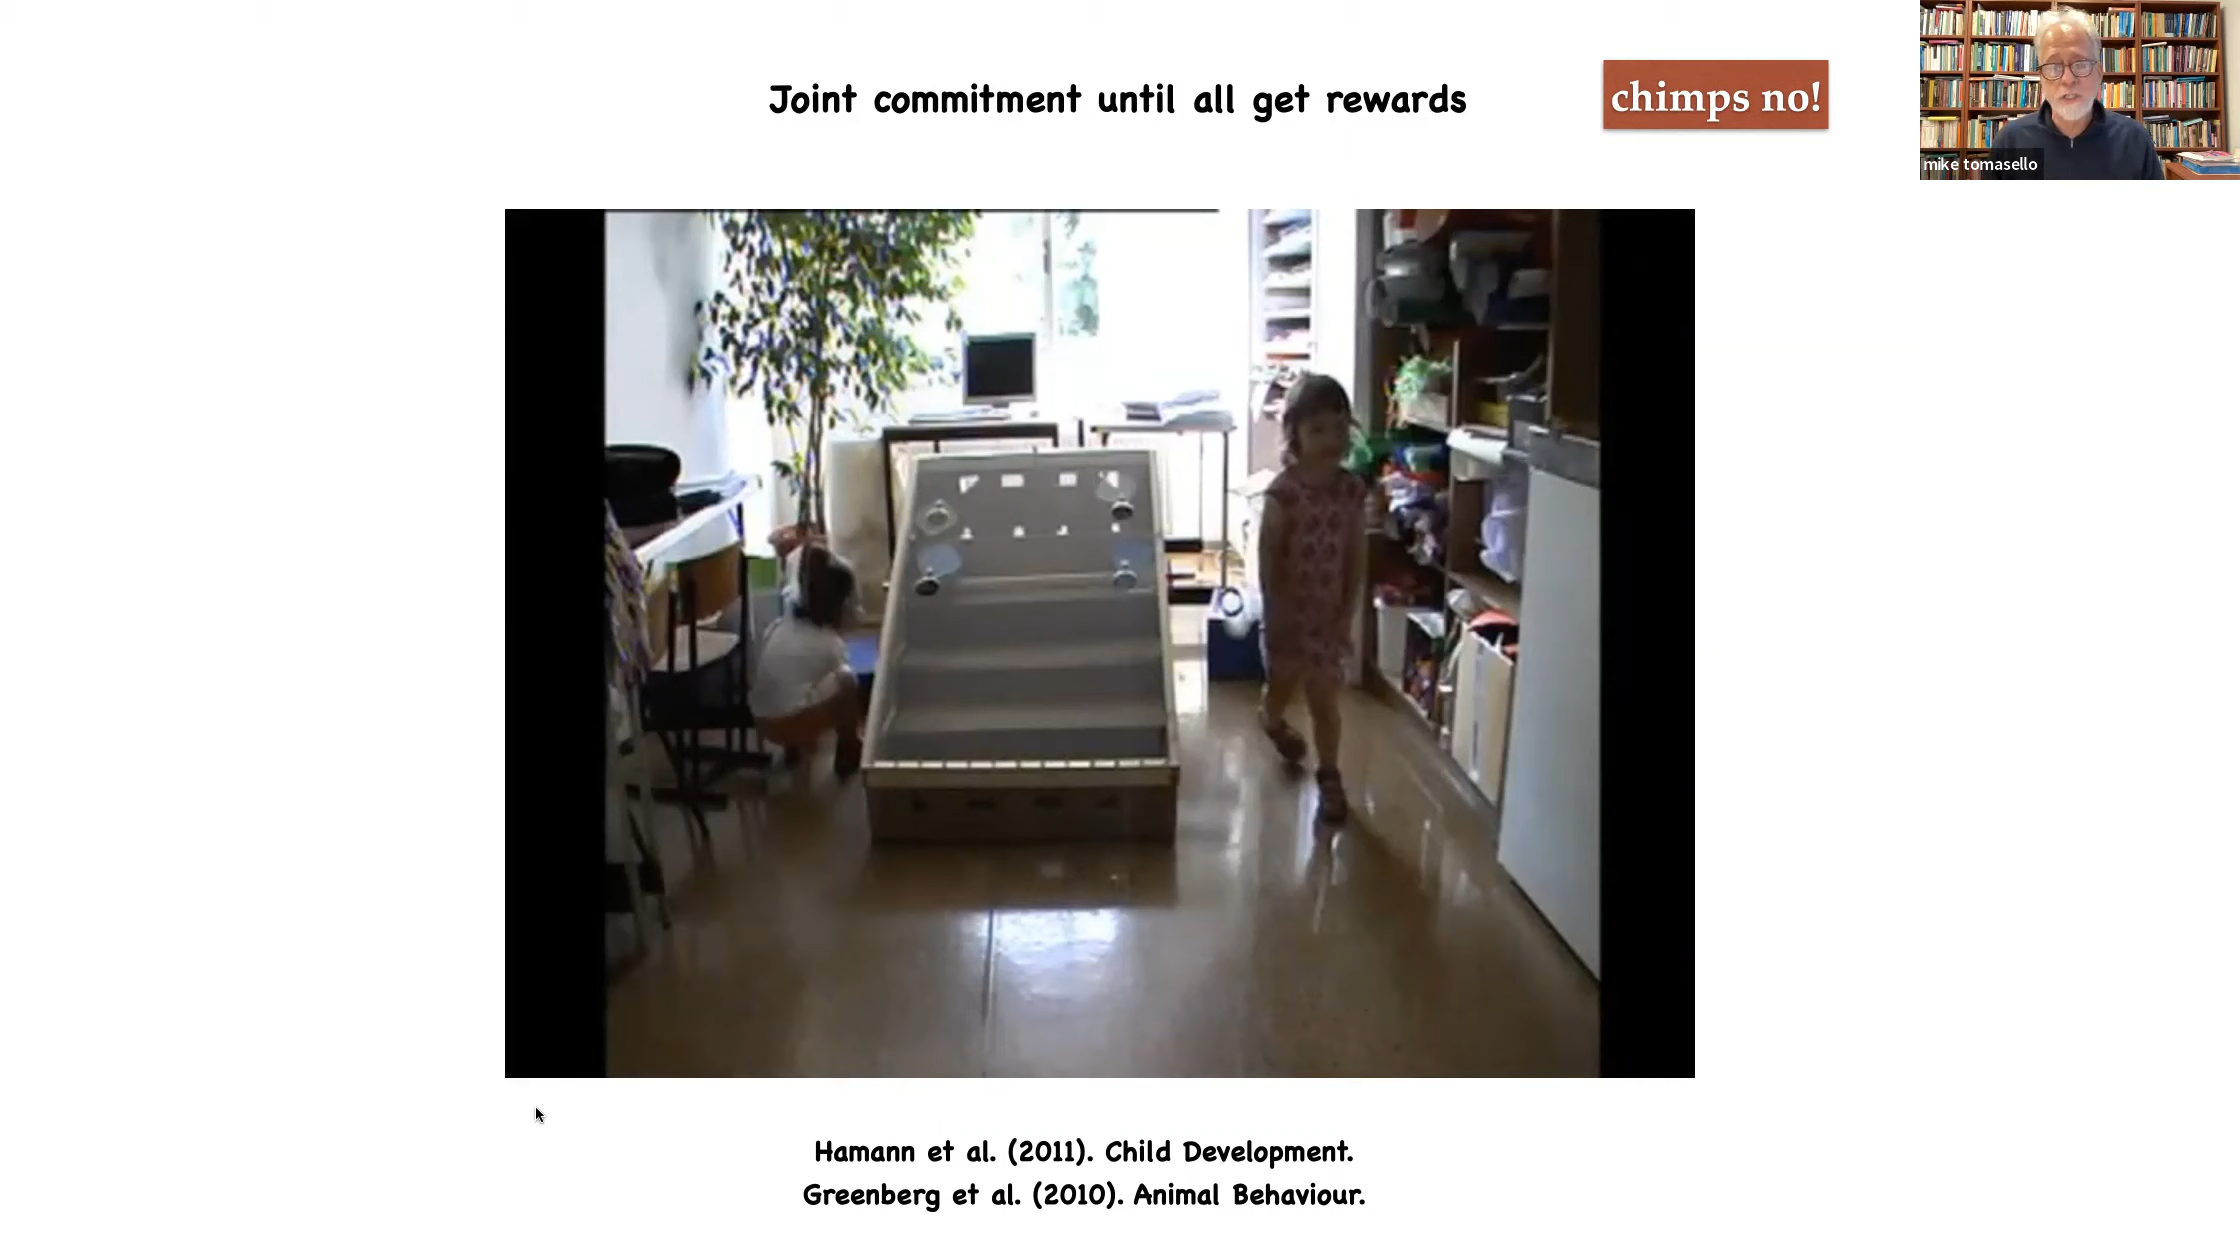 Joint commitment until all get rewards
chimps no!
mike tomasello
Hamann et al. (2011). Child Development.
Greenberg et al. (2010). Animal Behaviour.